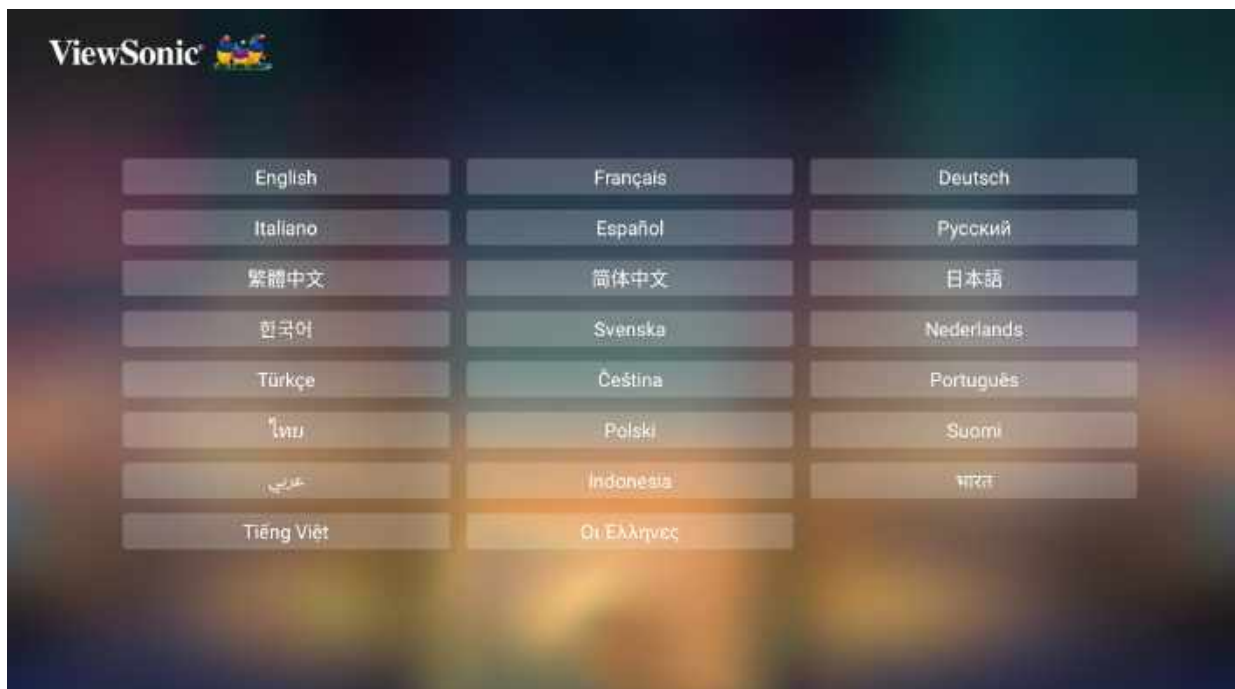 ViewSonic
English Français Deutsch
Italiano Español Русский
繁體中文 简体中文 日本語
한국어 Svenska Nederlands
Türkçe Čeština Português
ไทย Polski Suomi
عربي Indonesia भारत
Tiếng Việt Οι Έλληνες